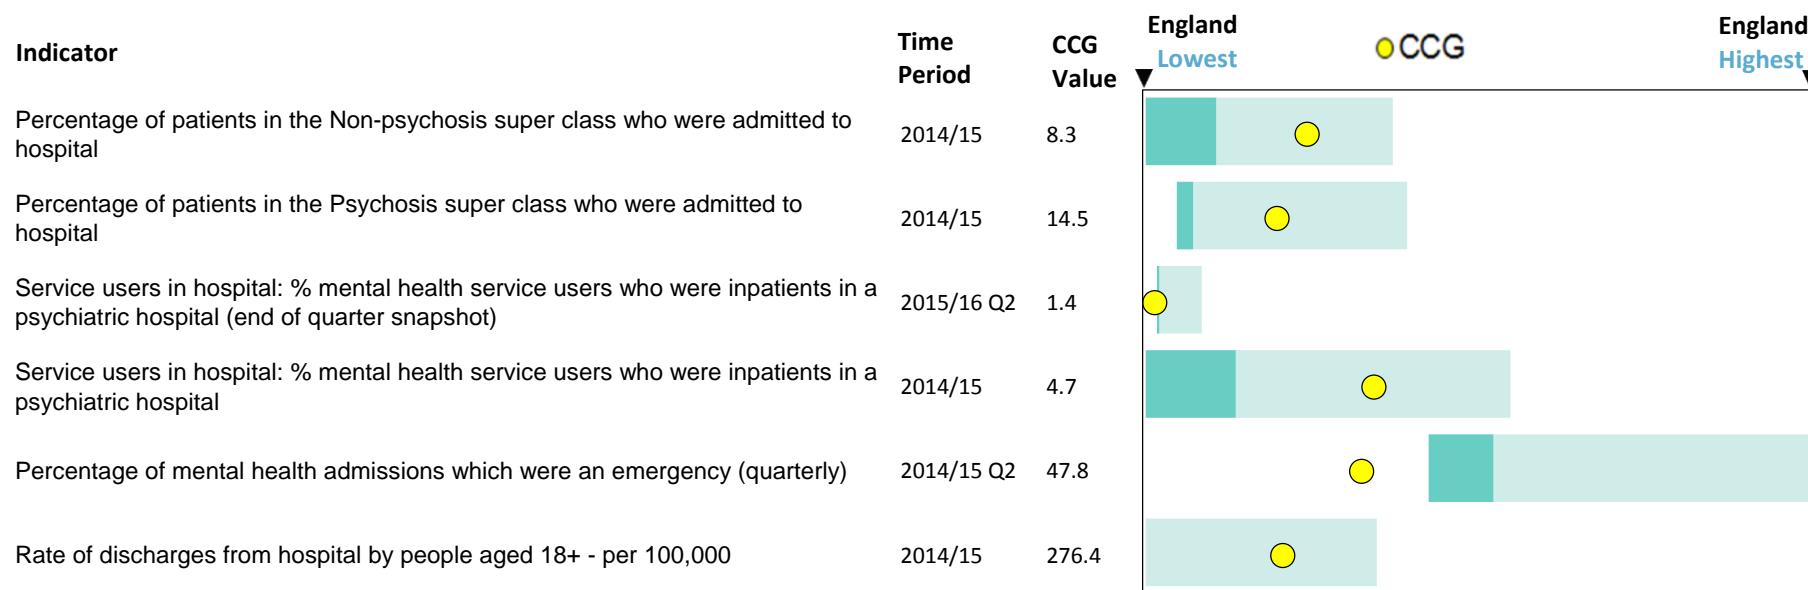 Indicator
Time Period
CCG Value
England Lowest
CCG
England Highest
Percentage of patients in the Non-psychosis super class who were admitted to
hospital
2014/15
8.3
Percentage of patients in the Psychosis super class who were admitted to
hospital
2014/15
14.5
Service users in hospital: % mental health service users who were inpatients in a
psychiatric hospital (end of quarter snapshot)
2015/16 Q2
1.4
Service users in hospital: % mental health service users who were inpatients in a
psychiatric hospital
2014/15
4.7
Percentage of mental health admissions which were an emergency (quarterly)
2014/15 Q2
47.8
Rate of discharges from hospital by people aged 18+ - per 100,000
2014/15
276.4